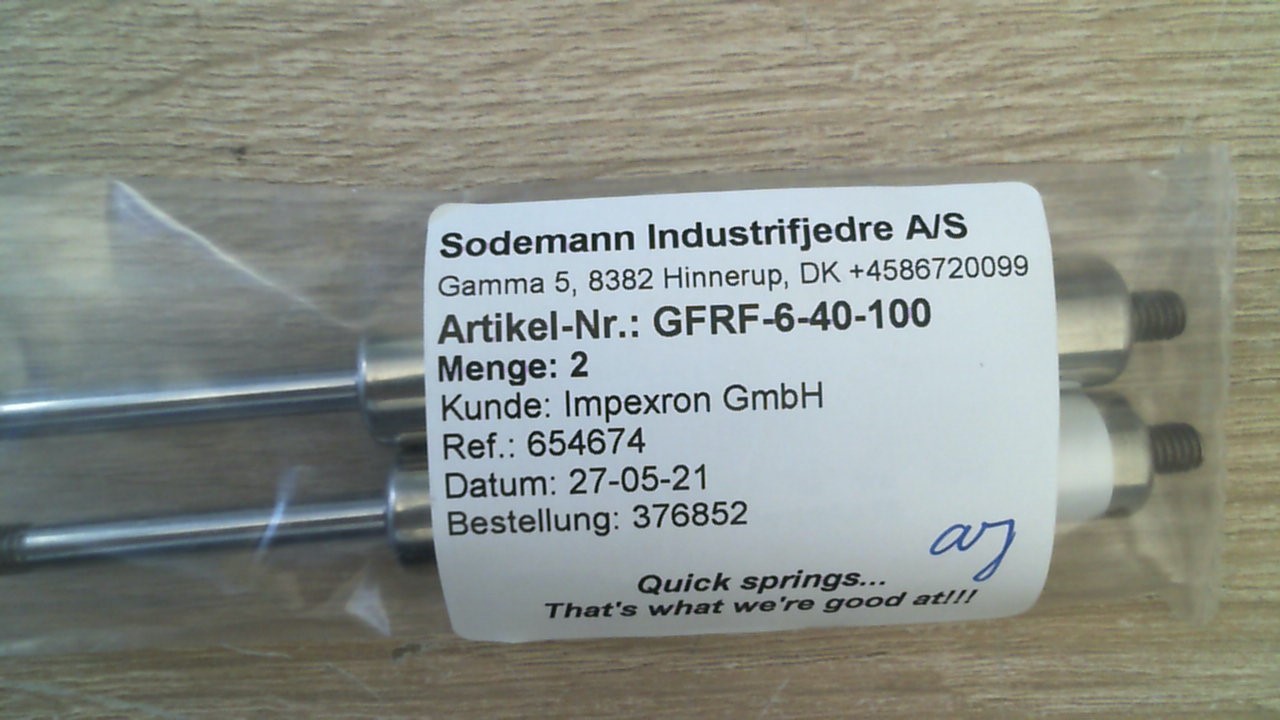 Sodemann Industrifjedre A/S
Gamma 5, 8382 Hinnerup, DK +4586720099
Artikel-Nr.: GFRF-6-40-100
Menge: 2
Kunde: Impexron GmbH
Ref.: 654674
Datum: 27-05-21
Bestellung: 376852
Quick springs...
That's what we're good at!!!